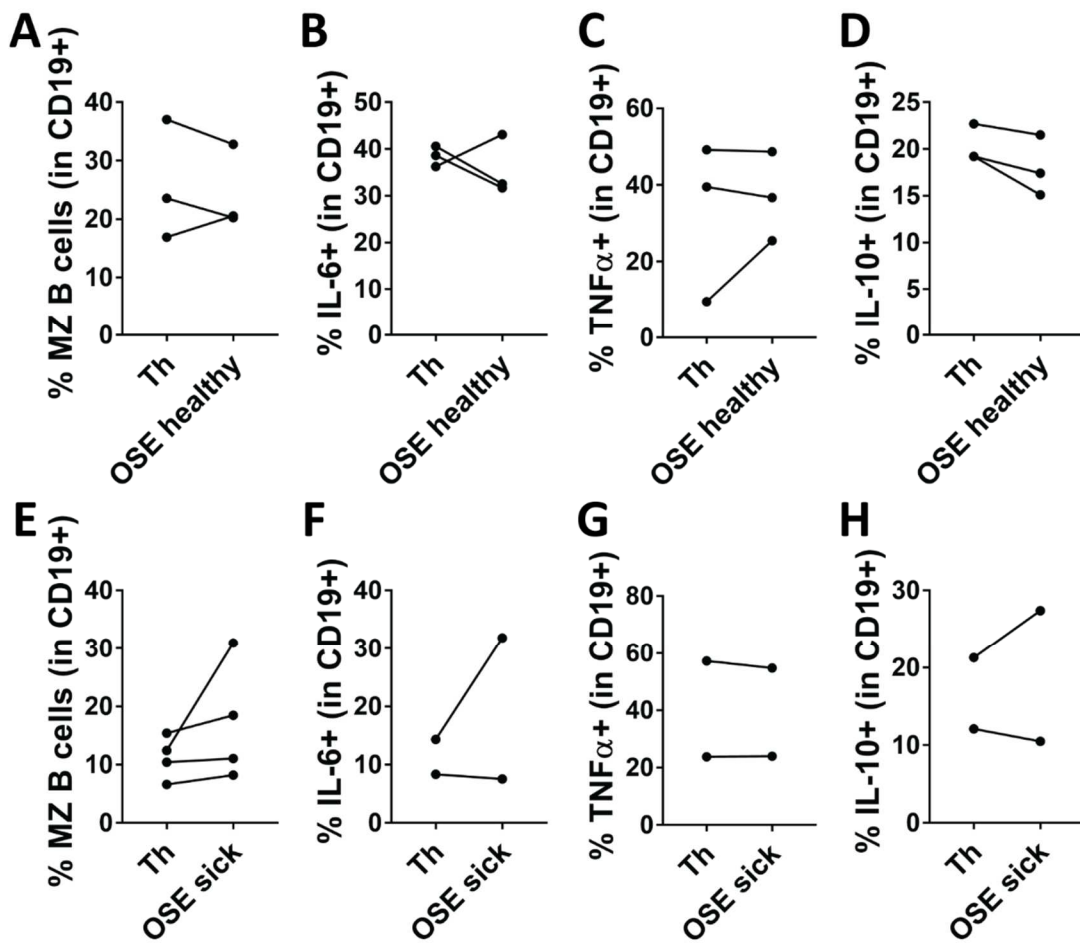 A
% MZ B cells (in CD19+)
40
30
20
10
0
Th
OSE healthy
B
% IL-6+ (in CD19+)
50
40
30
20
10
0
Th
OSE healthy
C
% TNFα+ (in CD19+)
60
40
20
0
Th
OSE healthy
D
% IL-10+ (in CD19+)
25
20
15
10
5
0
Th
OSE healthy
E
% MZ B cells (in CD19+)
40
30
20
10
0
Th
OSE sick
F
% IL-6+ (in CD19+)
40
30
20
10
0
Th
OSE sick
G
% TNFα+ (in CD19+)
80
60
40
20
0
Th
OSE sick
H
% IL-10+ (in CD19+)
30
20
10
0
Th
OSE sick